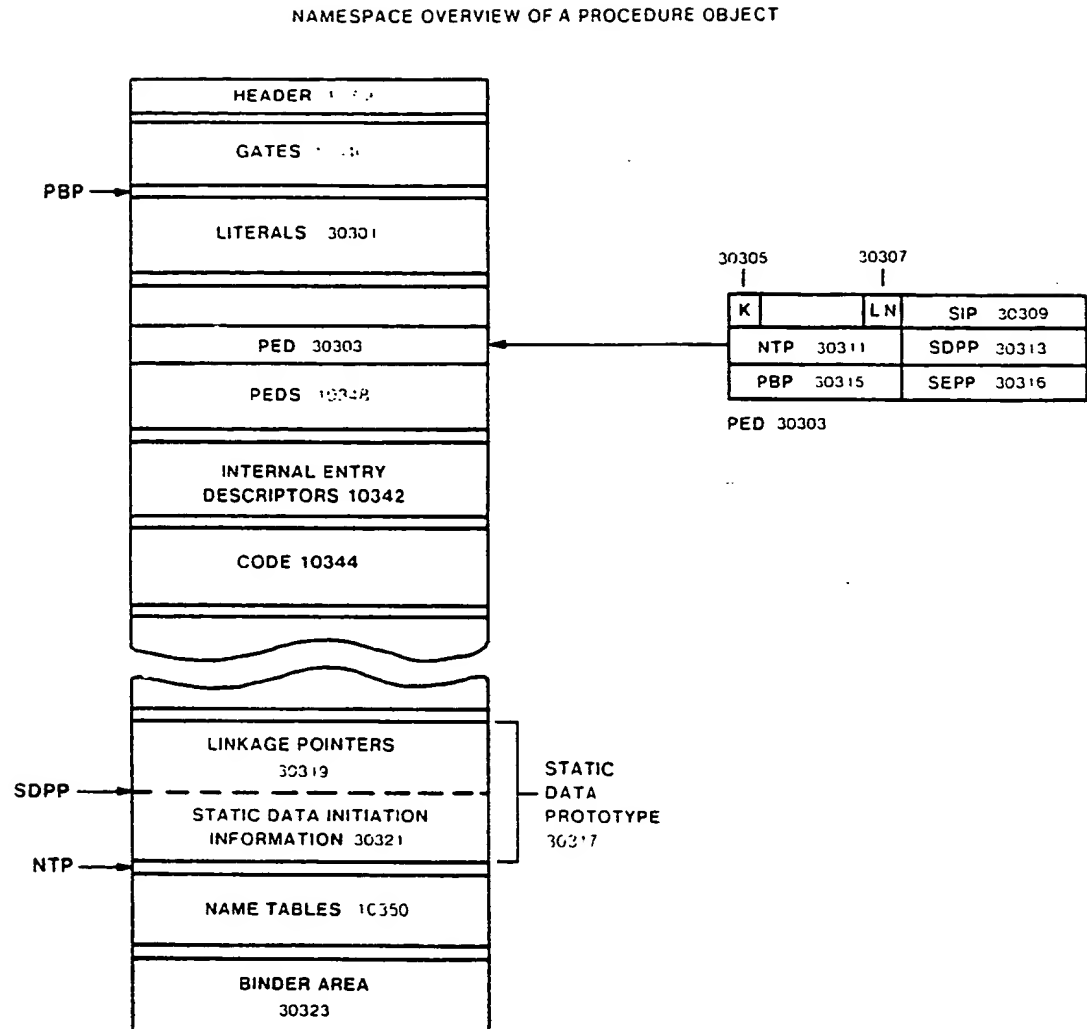 NAMESPACE OVERVIEW OF A PROCEDURE OBJECT
HEADER
GATES
PBP
LITERALS 30301
30305
30307
K
LN
SIP 30309
NTP 30311
SDPP 30313
PBP 30315
SEPP 30316
PED 30303
PED 30303
PEDS 10348
INTERNAL ENTRY
DESCRIPTORS 10342
CODE 10344
LINKAGE POINTERS
30319
SDPP
STATIC DATA INITIATION
INFORMATION 30321
STATIC
DATA
PROTOTYPE
30317
NTP
NAME TABLES 10350
BINDER AREA
30323